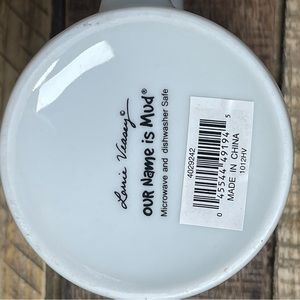 Lorrie Veasey©
OUR Name is Mud®
Microwave and dishwasher Safe
4029242
0 45544 49194 5
MADE IN CHINA
1012HV